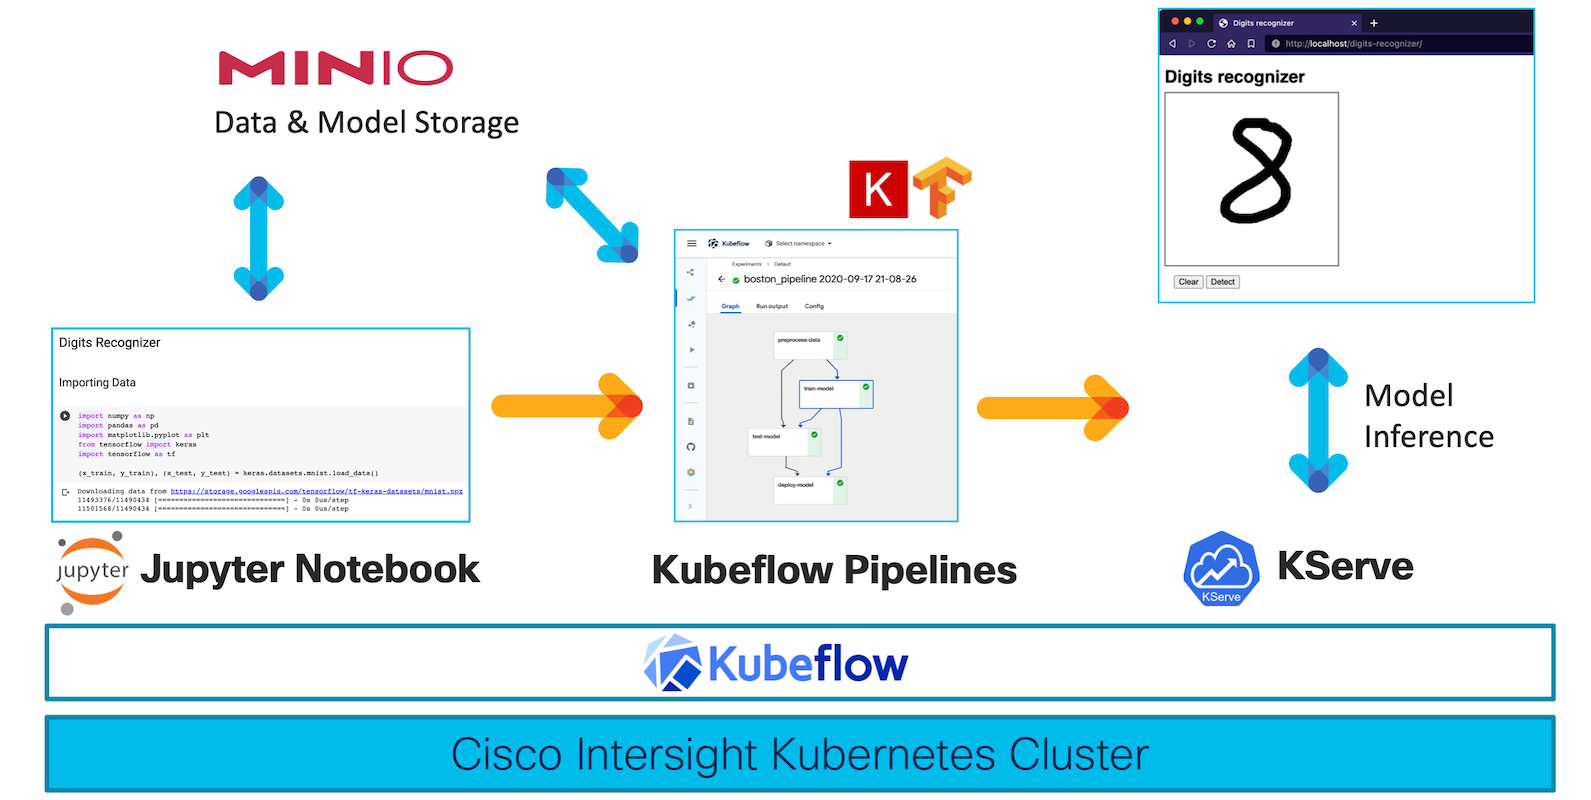 MINIO
Data & Model Storage
Digits recognizer
http://localhost/digits-recognizer/
Digits recognizer
Clear Detect
K
Kubeflow Select namespace
Experiments > Default
boston_pipeline 2020-09-17 21-08-26
Graph Run output Config
preprocess-data
train-model
test-model
deploy-model
Digits Recognizer
Importing Data
import numpy as np
import pandas as pd
import matplotlib.pyplot as plt
from tensorflow import keras
import tensorflow as tf
(x_train, y_train), (x_test, y_test) = keras.datasets.mnist.load_data()
Downloading data from https://storage.googleapis.com/tensorflow/tf-keras-datasets/mnist.npz
11493376/11490434 [==============================] - 0s 0us/step
11501568/11490434 [==============================] - 0s 0us/step
8
Model
Inference
jupyter
Jupyter Notebook
Kubeflow Pipelines
KServe
KServe
Kubeflow
Cisco Intersight Kubernetes Cluster